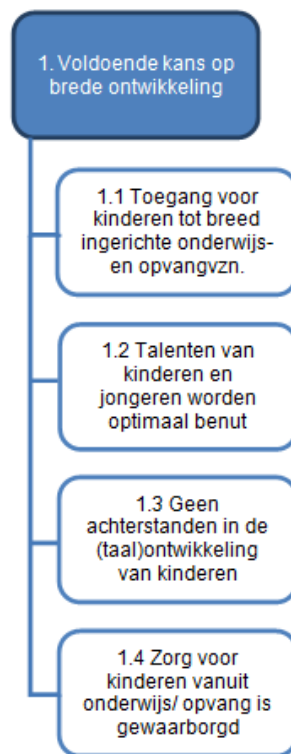 1. Voldoende kans op
brede ontwikkeling
1.1 Toegang voor
kinderen tot breed
ingerichte onderwijs-
en opvangvzn.
1.2 Talenten van
kinderen en
jongeren worden
optimaal benut
1.3 Geen
achterstanden in de
(taal)ontwikkeling
van kinderen
1.4 Zorg voor
kinderen vanuit
onderwijs/ opvang is
gewaarborgd